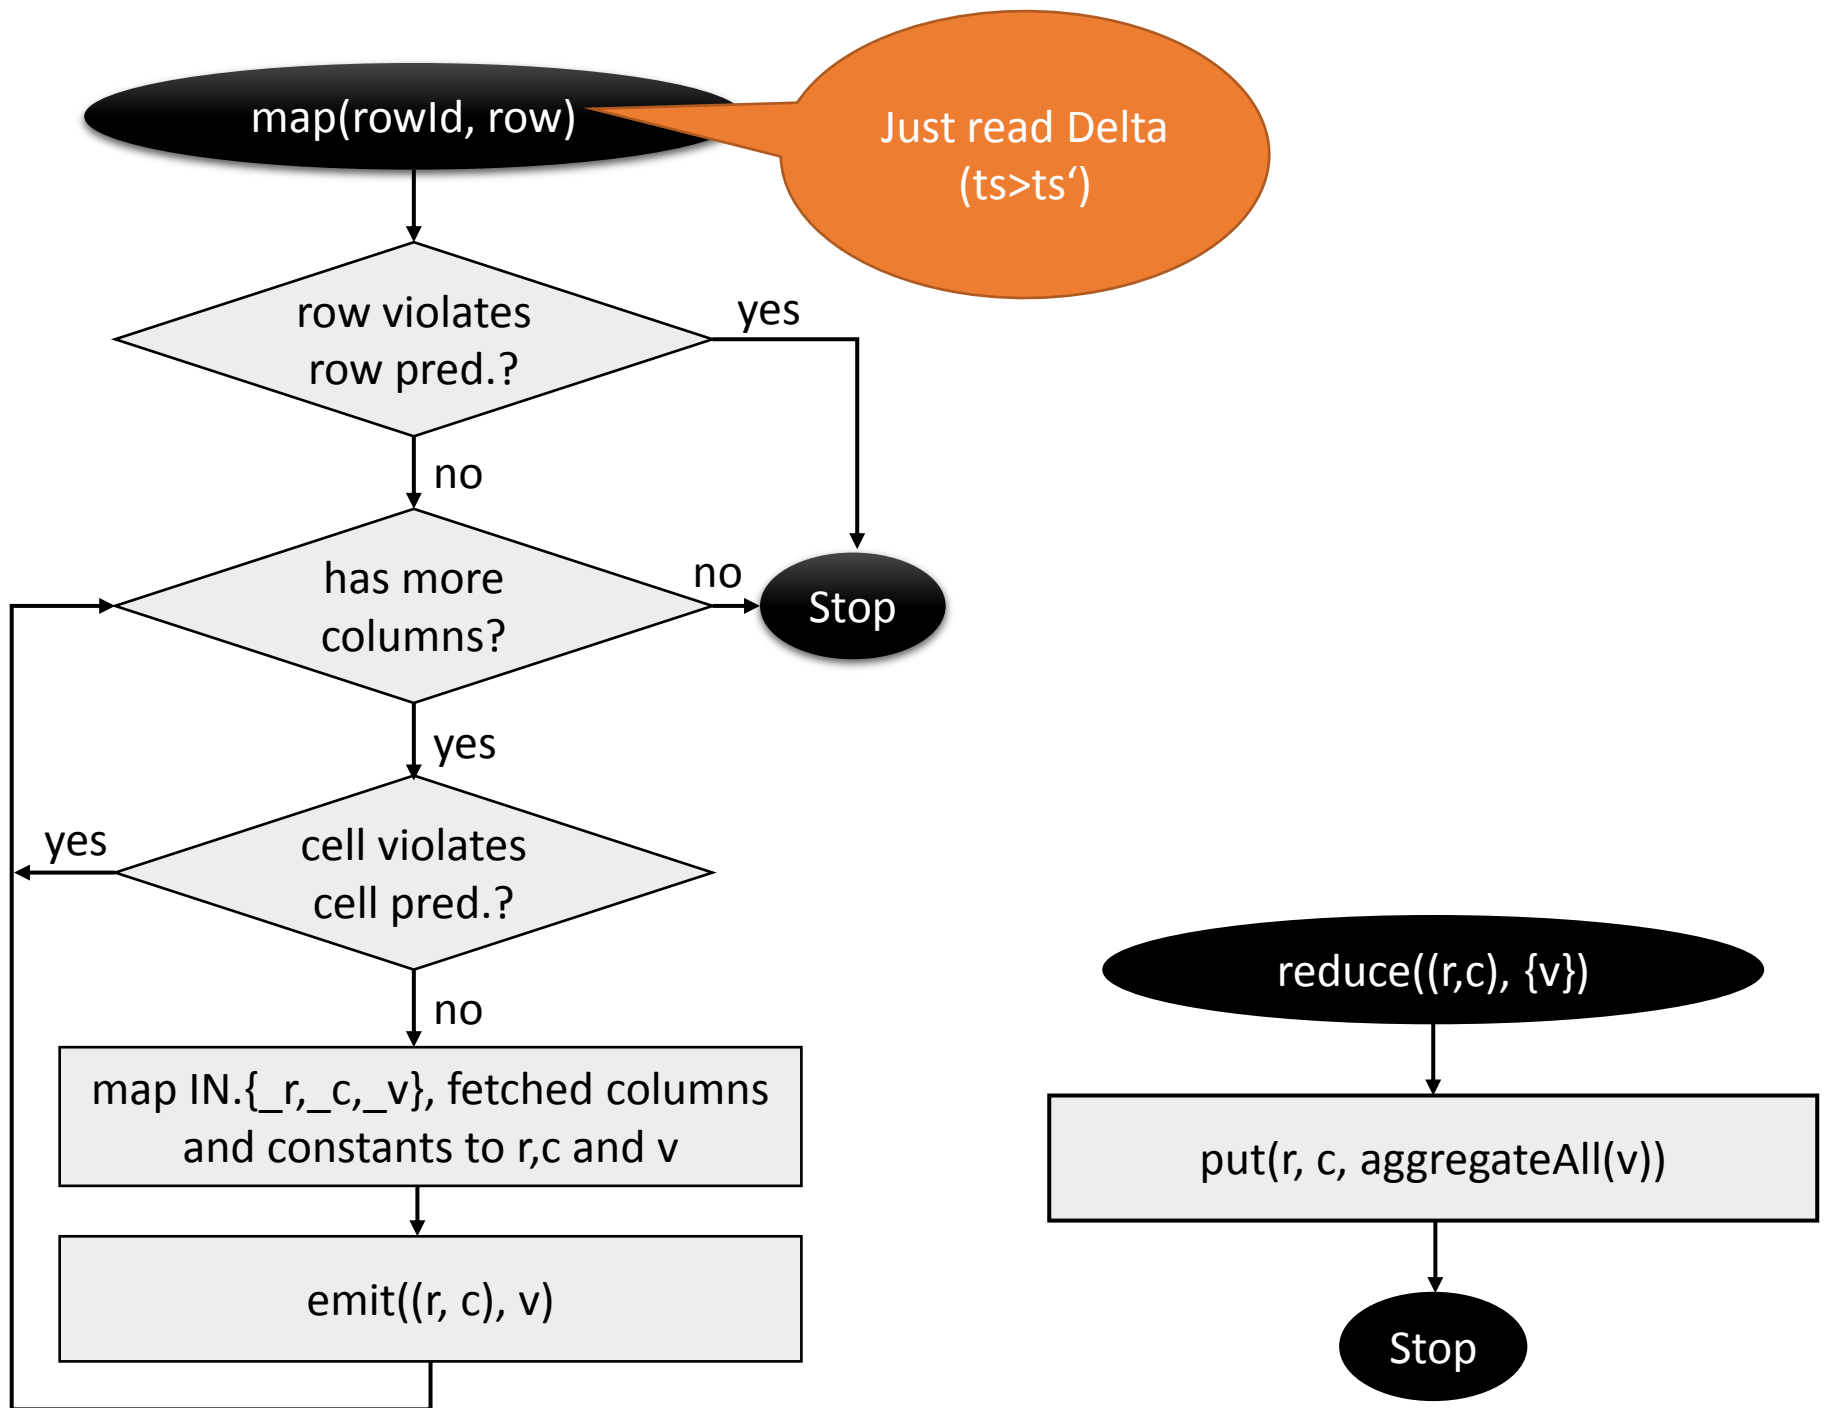 map(rowId, row)
Just read Delta
(ts>ts‘)
row violates
row pred.?
yes
no
has more
columns?
no
Stop
yes
cell violates
cell pred.?
yes
no
map IN.{_r,_c,_v}, fetched columns
and constants to r,c and v
emit((r, c), v)
reduce((r,c), {v})
put(r, c, aggregateAll(v))
Stop